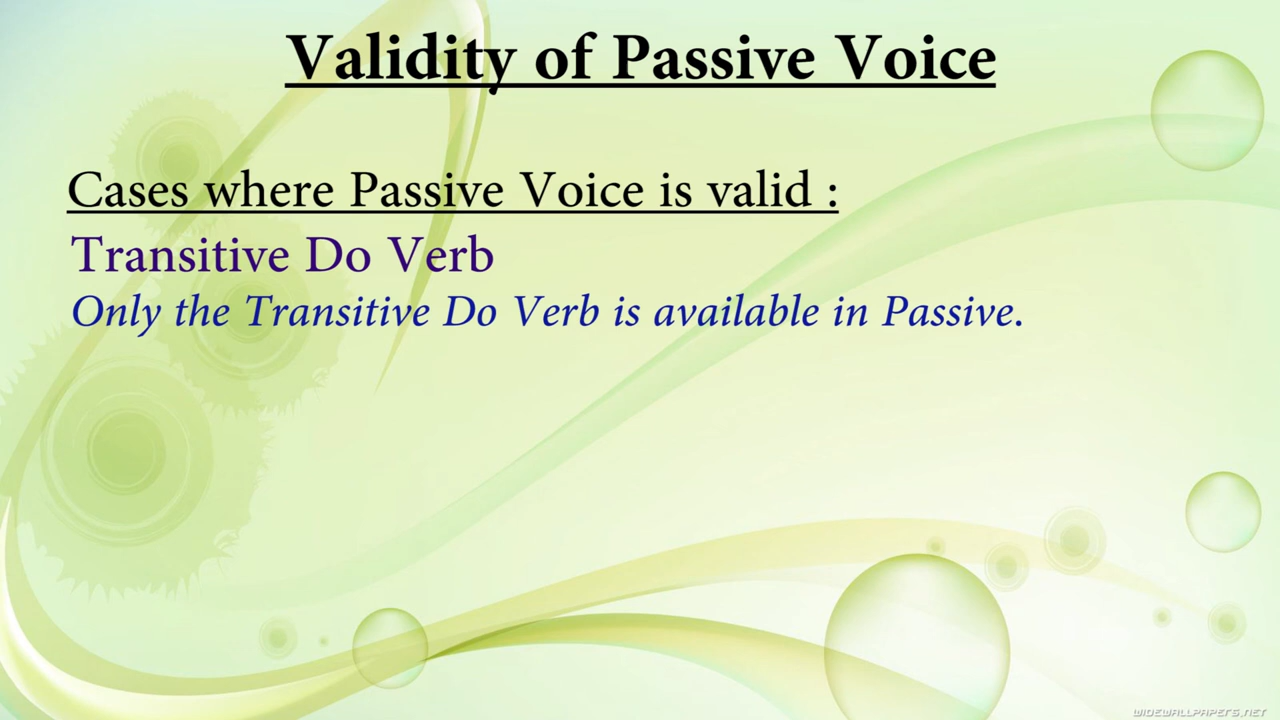 Validity of Passive Voice
Cases where Passive Voice is valid :
Transitive Do Verb
Only the Transitive Do Verb is available in Passive.
WIDEWALLPAPERS.NET